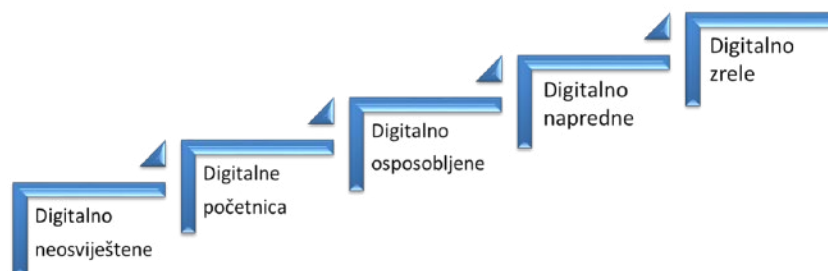 Digitalno
neosviještene
Digitalne
početnica
Digitalno
osposobljene
Digitalno
napredne
Digitalno
zrele